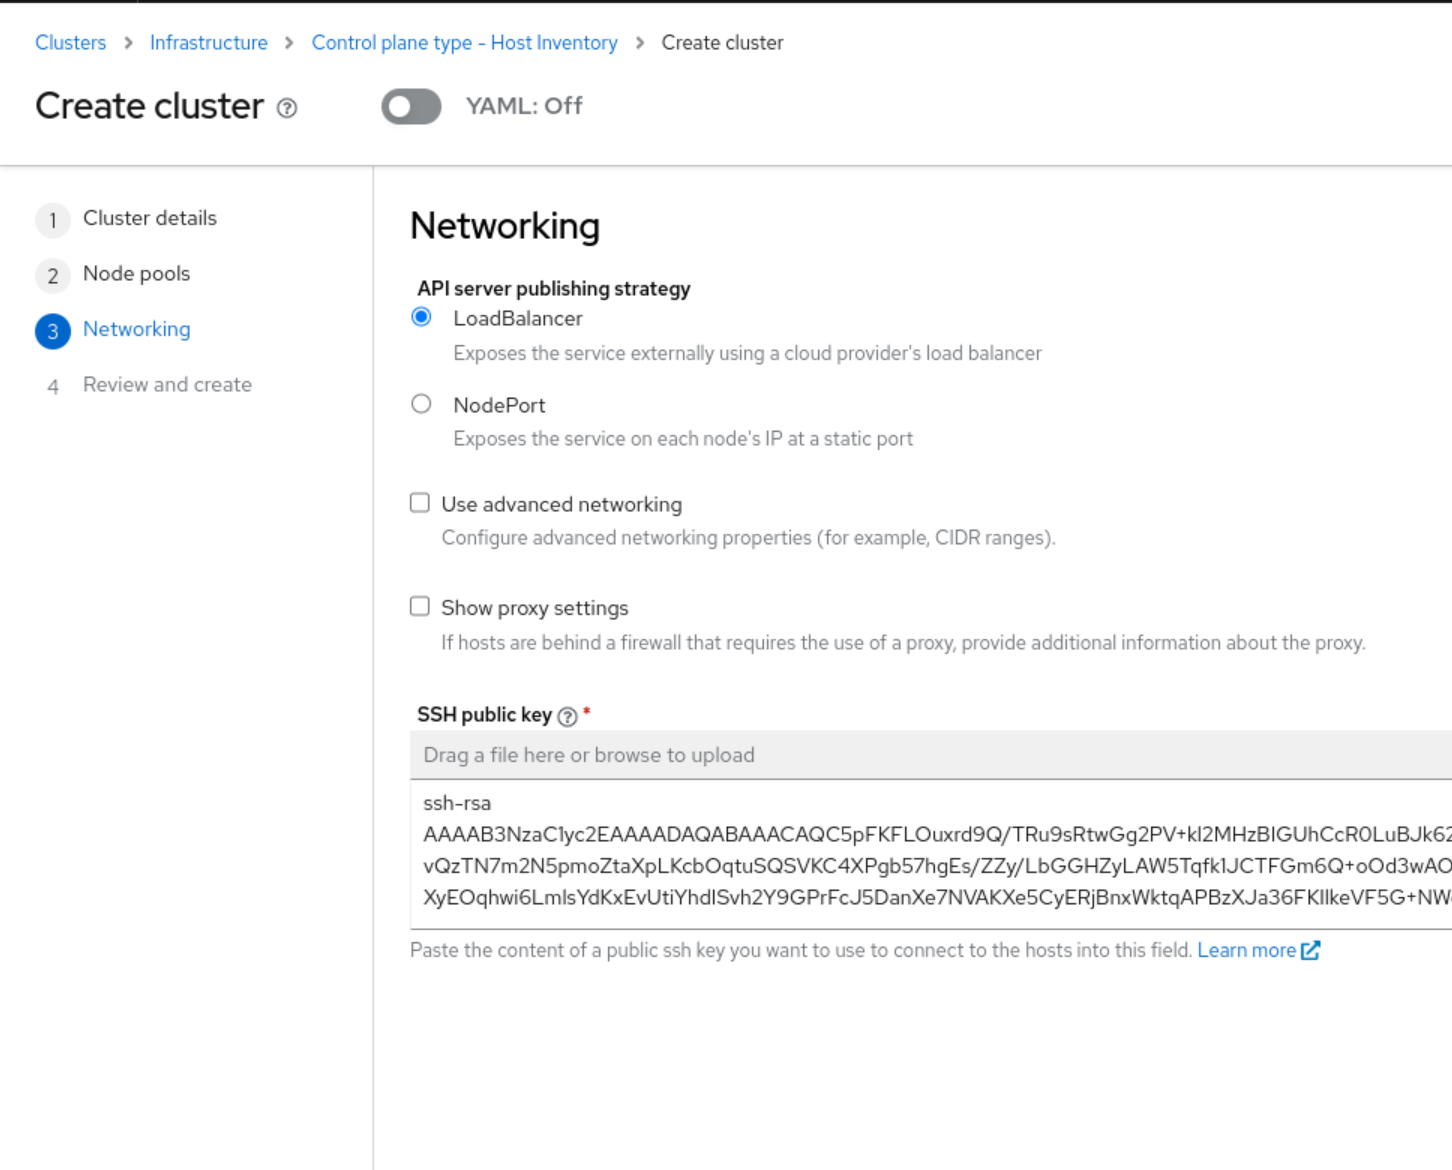 Clusters > Infrastructure > Control plane type - Host Inventory > Create cluster
Create cluster ? YAML: Off
1 Cluster details
2 Node pools
3 Networking
4 Review and create
Networking
API server publishing strategy
LoadBalancer
Exposes the service externally using a cloud provider's load balancer
NodePort
Exposes the service on each node's IP at a static port
Use advanced networking
Configure advanced networking properties (for example, CIDR ranges).
Show proxy settings
If hosts are behind a firewall that requires the use of a proxy, provide additional information about the proxy.
SSH public key ? *
Drag a file here or browse to upload
ssh-rsa
AAAAB3NzaC1yc2EAAAADAQABAAACAQC5pFKFLOuxrd9Q/TRu9sRtwGg2PV+kl2MHzBIGUhCcR0LuBJk62
vQzTN7m2N5pmoZtaXpLKcbOqtuSQSVKC4XPgb57hgEs/ZZy/LbGGHZyLAW5Tqfk1JCTFGm6Q+oOd3wAO
XyEOqhwi6LmlsYdKxEvUtiYhdISvh2Y9GPrFcJ5DanXe7NVAKXe5CyERjBnxWktqAPBzXJa36FKIlkeVF5G+NW
Paste the content of a public ssh key you want to use to connect to the hosts into this field. Learn more